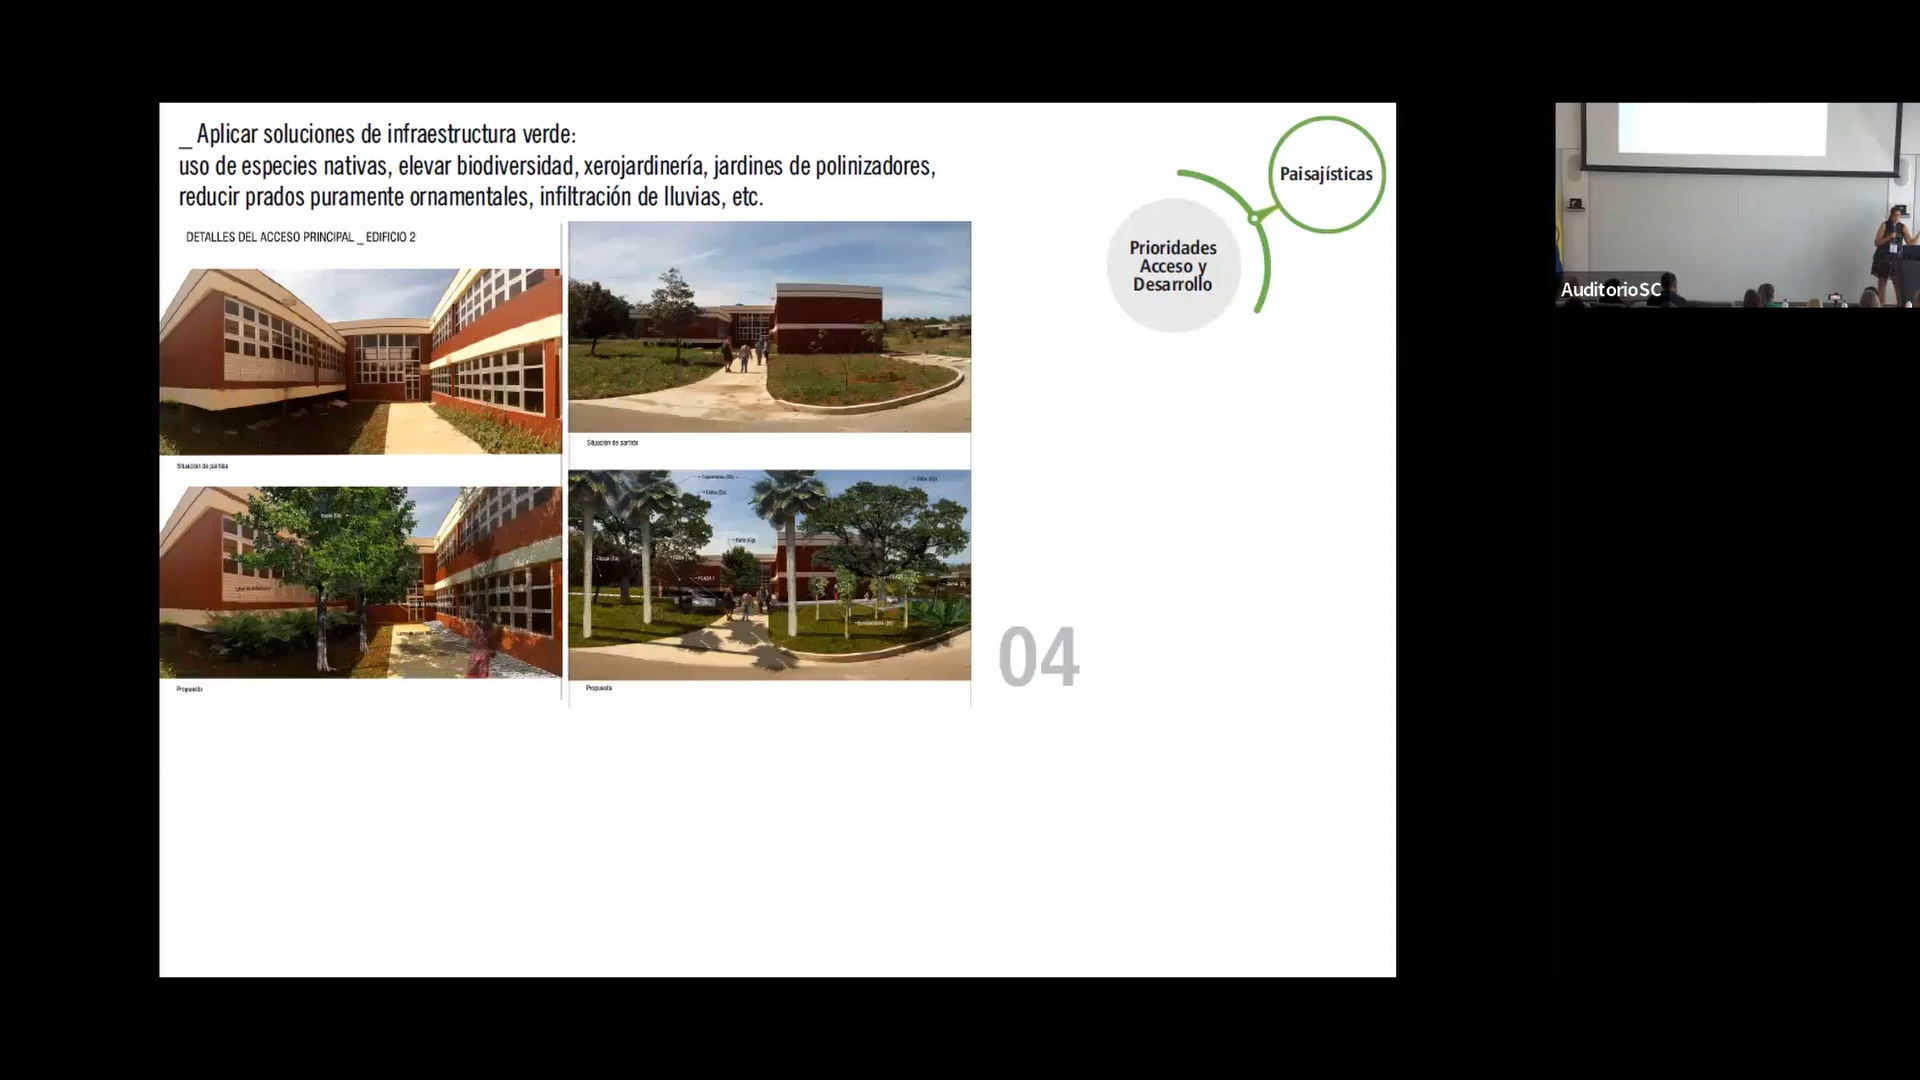 _ Aplicar soluciones de infraestructura verde:
uso de especies nativas, elevar biodiversidad, xerojardinería, jardines de polinizadores,
reducir prados puramente ornamentales, infiltración de lluvias, etc.
DETALLES DEL ACCESO PRINCIPAL _ EDIFICIO 2
Situación de partida
Propuesta
Situación de partida
Propuesta
04
Prioridades
Acceso y
Desarrollo
Paisajísticas
AuditorioSC